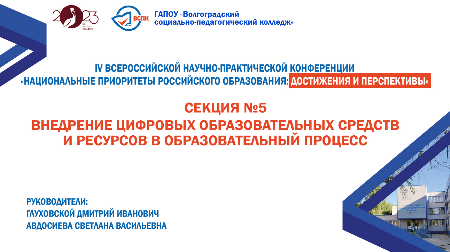 2023
ВСПК
ГАПОУ «Волгоградский
социально-педагогический колледж»
IV ВСЕРОССИЙСКОЙ НАУЧНО-ПРАКТИЧЕСКОЙ КОНФЕРЕНЦИИ
«НАЦИОНАЛЬНЫЕ ПРИОРИТЕТЫ РОССИЙСКОГО ОБРАЗОВАНИЯ: ДОСТИЖЕНИЯ И ПЕРСПЕКТИВЫ»
СЕКЦИЯ №5
ВНЕДРЕНИЕ ЦИФРОВЫХ ОБРАЗОВАТЕЛЬНЫХ СРЕДСТВ
И РЕСУРСОВ В ОБРАЗОВАТЕЛЬНЫЙ ПРОЦЕСС
РУКОВОДИТЕЛИ:
ГЛУХОВСКОЙ ДМИТРИЙ ИВАНОВИЧ
АВДОСИЕВА СВЕТЛАНА ВАСИЛЬЕВНА